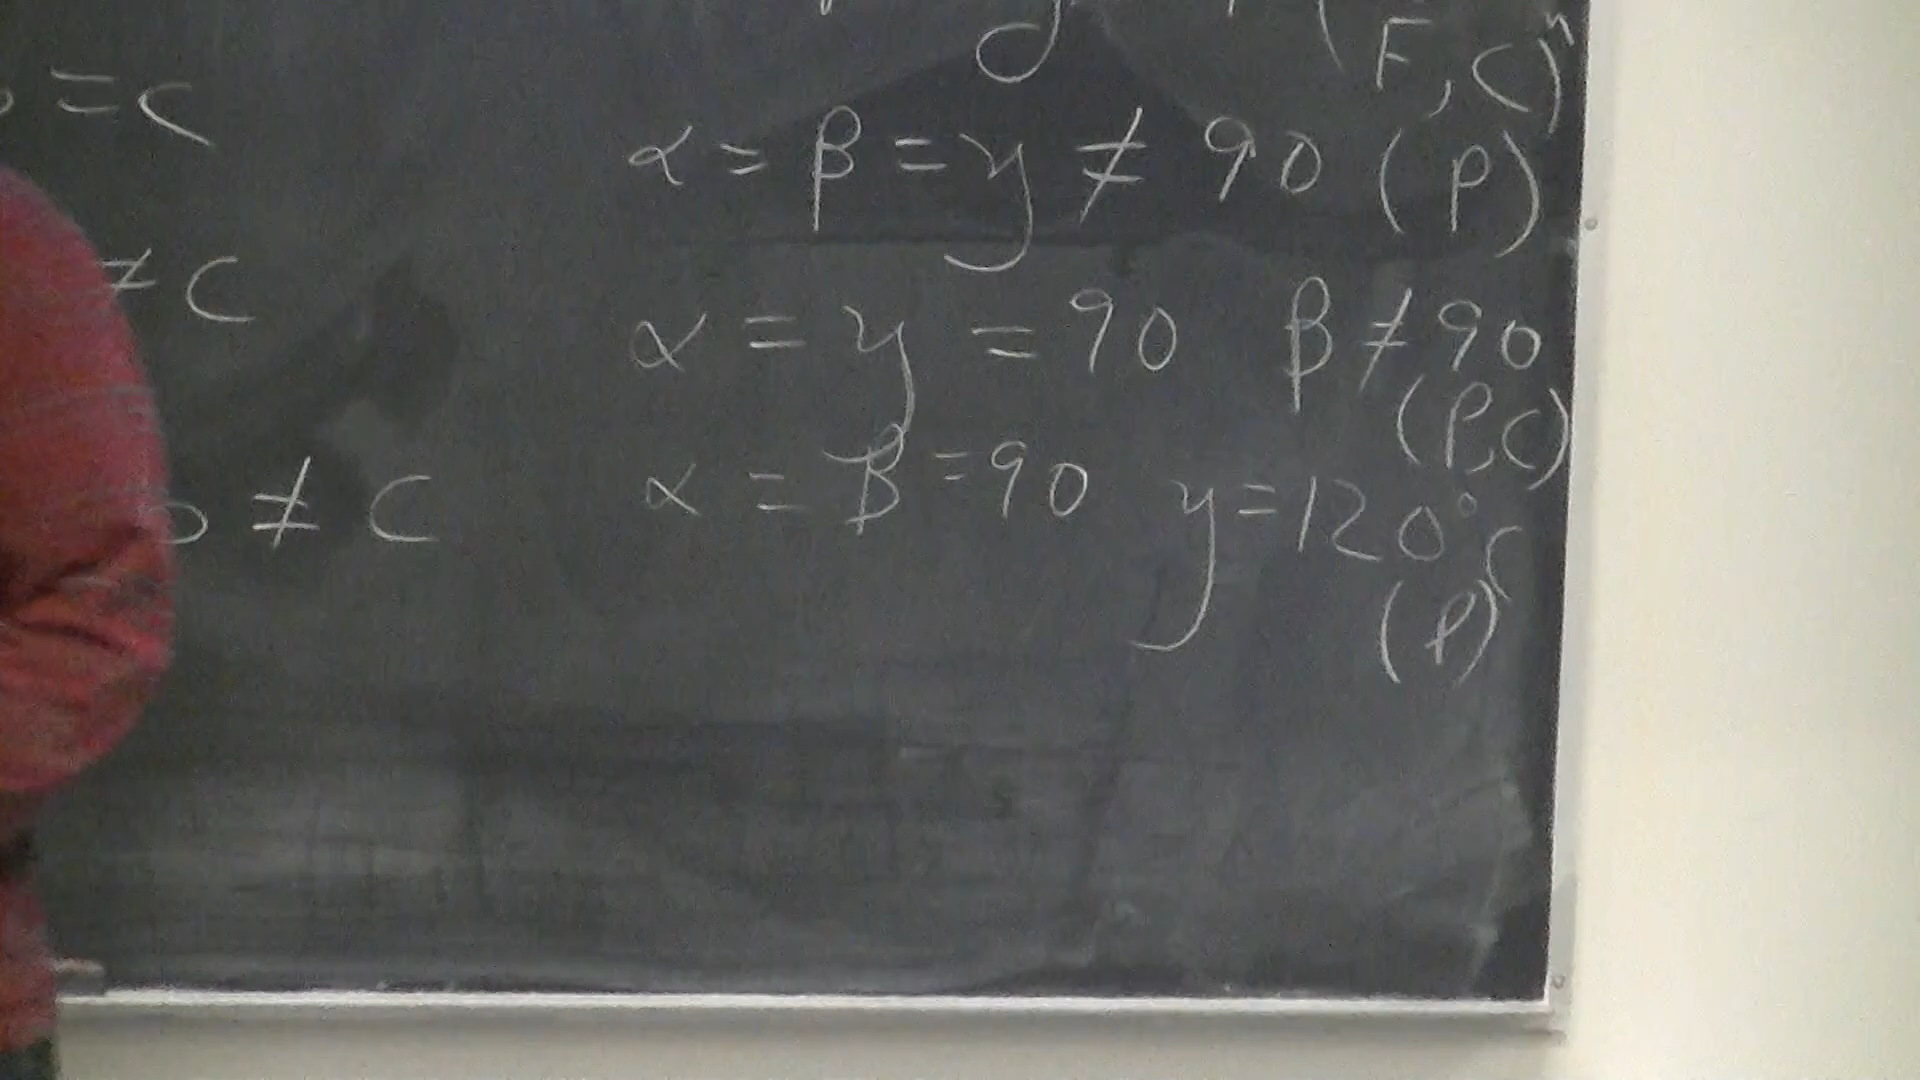 F, C)
= C α = β = γ ≠ 90 (P)
≠ C α = γ = 90 β ≠ 90
(P, C)
b ≠ C α = β = 90 γ = 120°
(P)